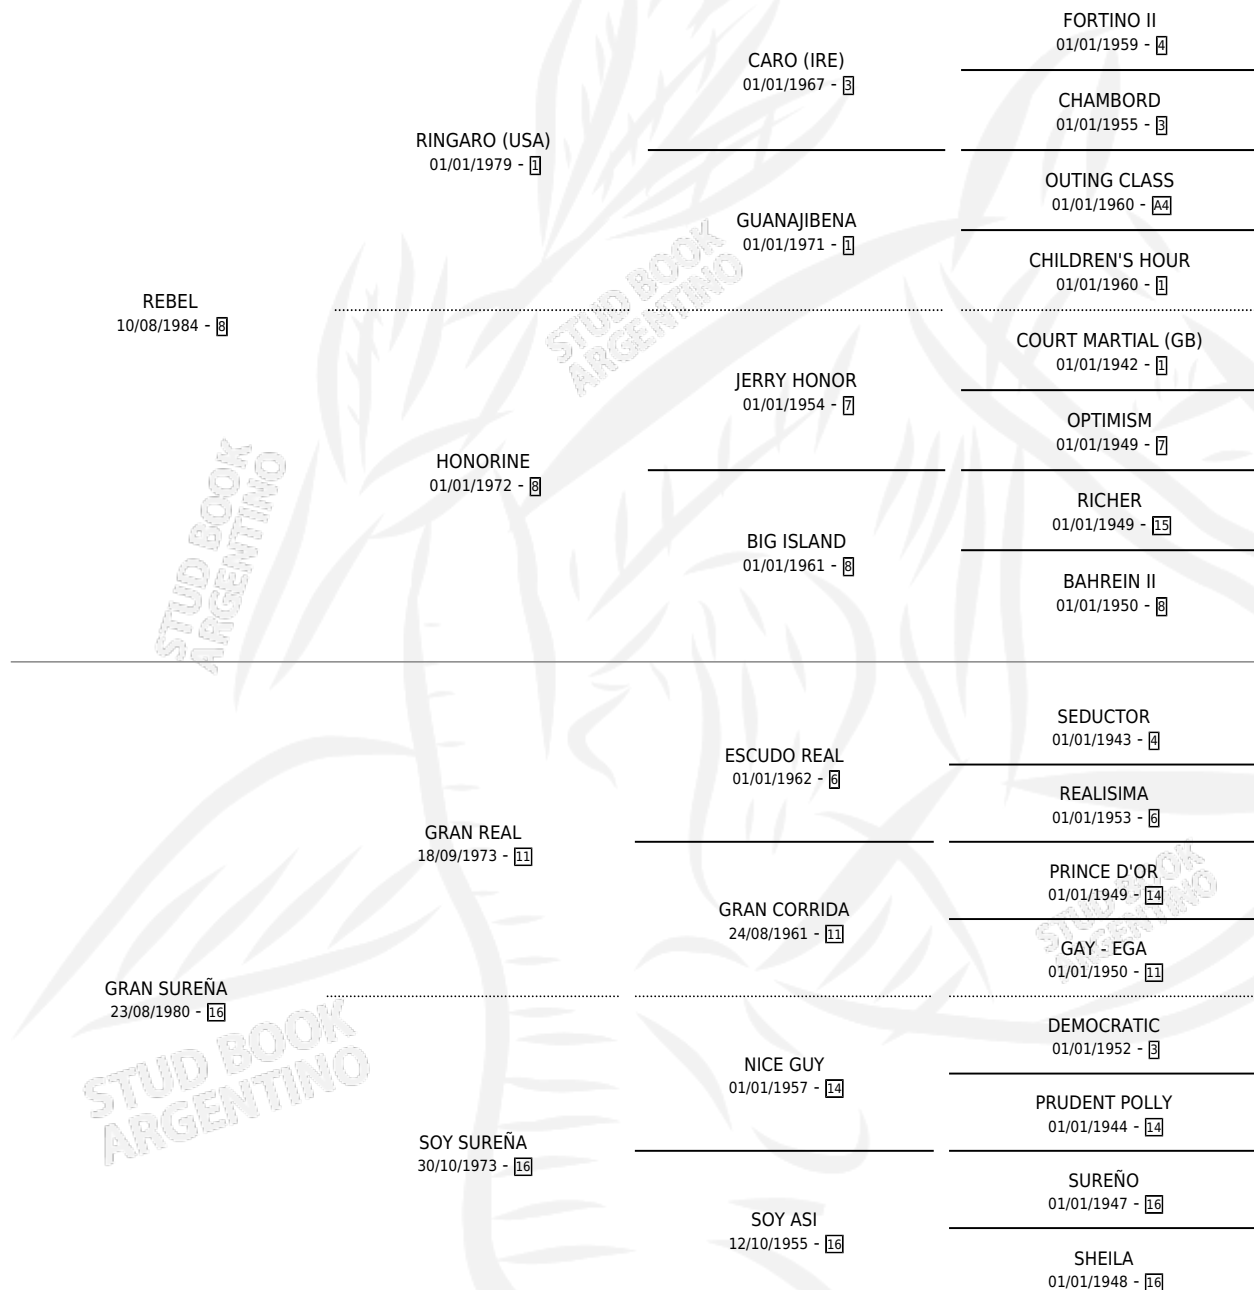 FORTINO II
01/01/1959 - 4
CARO (IRE)
01/01/1967 - 3
CHAMBORD
01/01/1955 - 3
RINGARO (USA)
01/01/1979 - 1
OUTING CLASS
01/01/1960 - A4
GUANAJIBENA
01/01/1971 - 1
CHILDREN'S HOUR
01/01/1960 - 1
REBEL
10/08/1984 - 8
COURT MARTIAL (GB)
01/01/1942 - 1
JERRY HONOR
01/01/1954 - 7
OPTIMISM
01/01/1949 - 7
HONORINE
01/01/1972 - 8
RICHER
01/01/1949 - 15
BIG ISLAND
01/01/1961 - 8
BAHREIN II
01/01/1950 - 8
SEDUCTOR
01/01/1943 - 4
ESCUDO REAL
01/01/1962 - 6
REALISIMA
01/01/1953 - 6
GRAN REAL
18/09/1973 - 11
PRINCE D'OR
01/01/1949 - 14
GRAN CORRIDA
24/08/1961 - 11
GAY - EGA
01/01/1950 - 11
GRAN SUREÑA
23/08/1980 - 16
DEMOCRATIC
01/01/1952 - 3
NICE GUY
01/01/1957 - 14
PRUDENT POLLY
01/01/1944 - 14
SOY SUREÑA
30/10/1973 - 16
SUREÑO
01/01/1947 - 16
SOY ASI
12/10/1955 - 16
SHEILA
01/01/1948 - 16
STUD BOOK
ARGENTINO
STUD BOOK
ARGENTINO
STUD BOOK
ARGENTINO
STUD BOOK
ARGENTINO